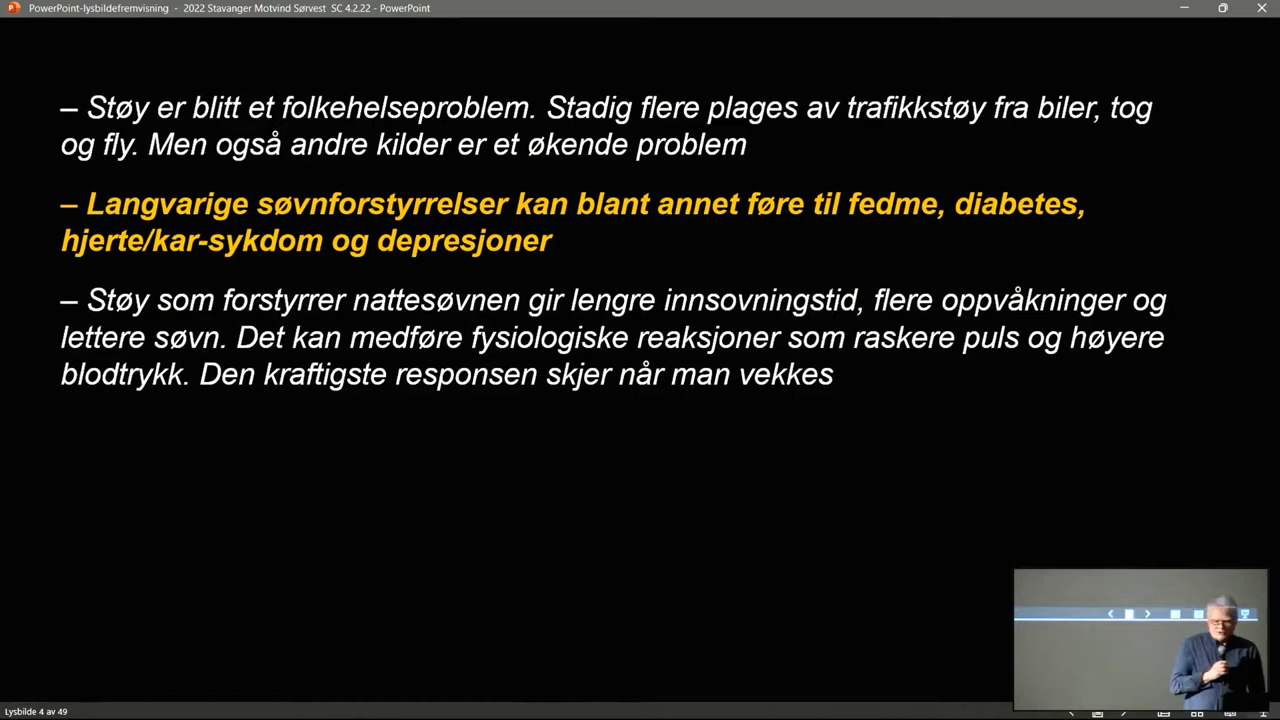 PowerPoint-lysbildefremvisning - 2022 Stavanger Motvind Sørvest SC 4.2.22 - PowerPoint
– Støy er blitt et folkehelseproblem. Stadig flere plages av trafikkstøy fra biler, tog
og fly. Men også andre kilder er et økende problem
– Langvarige søvnforstyrrelser kan blant annet føre til fedme, diabetes,
hjerte/kar-sykdom og depresjoner
– Støy som forstyrrer nattesøvnen gir lengre innsovningstid, flere oppvåkninger og
lettere søvn. Det kan medføre fysiologiske reaksjoner som raskere puls og høyere
blodtrykk. Den kraftigste responsen skjer når man vekkes
Lysbilde 4 av 49